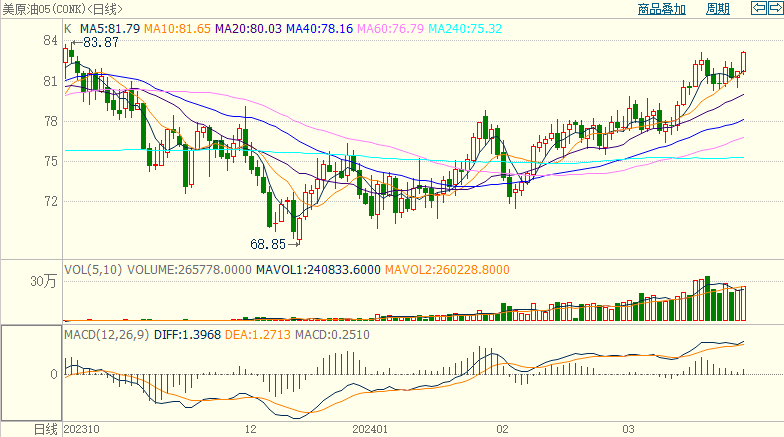 美原油05(CONK)<日线> 商品叠加 周期
K MA5:81.79 MA10:81.65 MA20:80.03 MA40:78.16 MA60:76.79 MA240:75.32
84
83.87
81
78
75
72
68.85
VOL(5,10) VOLUME:265778.0000 MAVOL1:240833.6000 MAVOL2:260228.8000
30万
MACD(12,26,9) DIFF:1.3968 DEA:1.2713 MACD:0.2510
0
日线 202310 12 202401 02 03